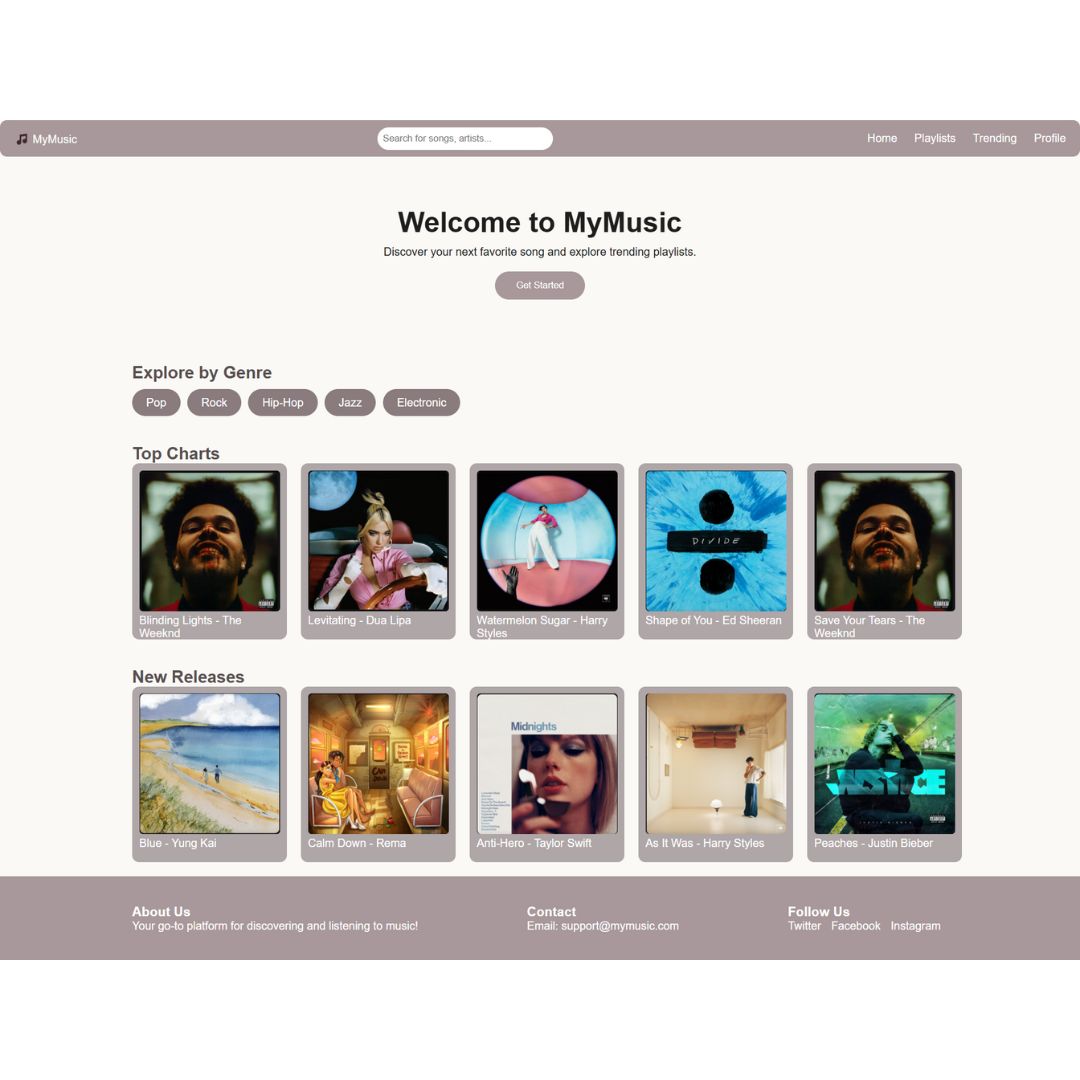 MyMusic
Search for songs, artists...
Home Playlists Trending Profile
Welcome to MyMusic
Discover your next favorite song and explore trending playlists.
Get Started
Explore by Genre
Pop Rock Hip-Hop Jazz Electronic
Top Charts
DIVIDE
Blinding Lights - The
Weeknd
Levitating - Dua Lipa
Watermelon Sugar - Harry
Styles
Shape of You - Ed Sheeran
Save Your Tears - The
Weeknd
New Releases
Midnights
JUSTICE
Blue - Yung Kai
Calm Down - Rema
Anti-Hero - Taylor Swift
As It Was - Harry Styles
Peaches - Justin Bieber
About Us
Your go-to platform for discovering and listening to music!
Contact
Email: support@mymusic.com
Follow Us
Twitter Facebook Instagram